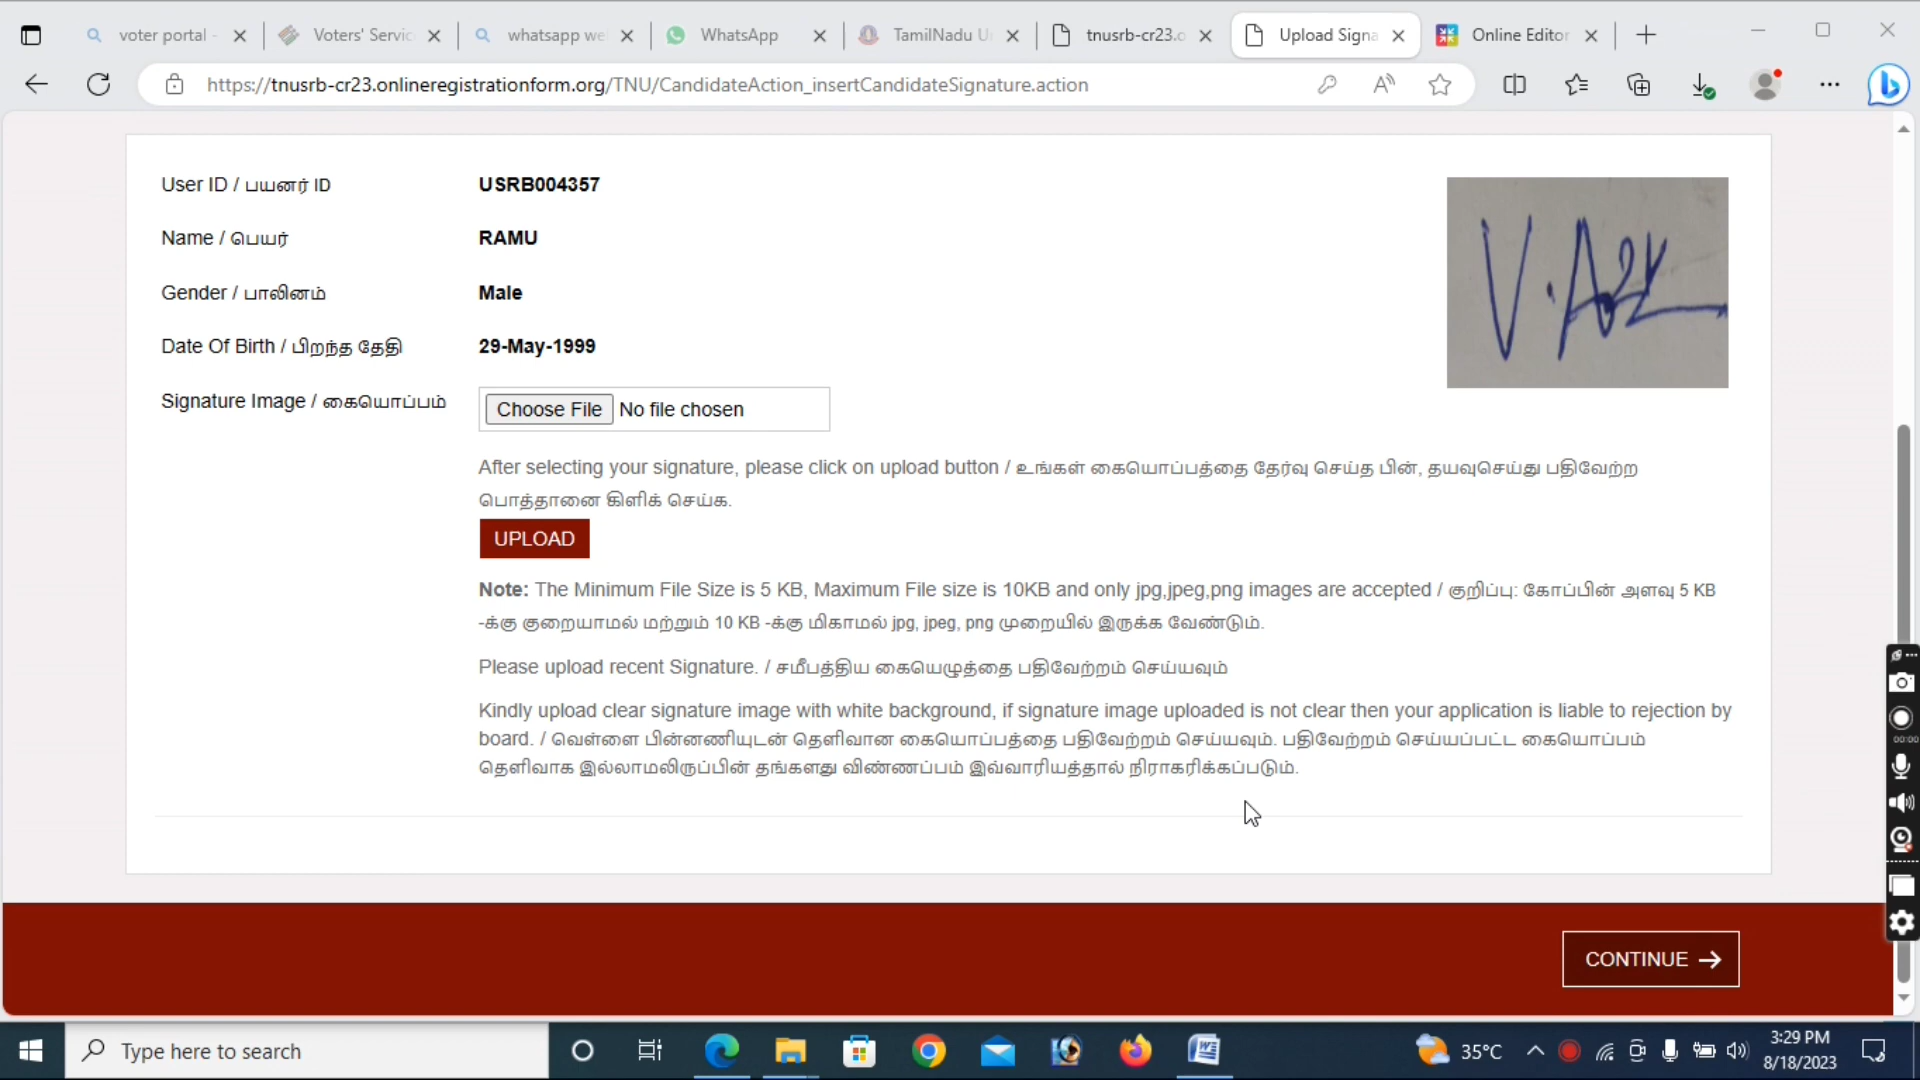 voter portal -
Voters' Servic
whatsapp we
WhatsApp
TamilNadu U
tnusrb-cr23.o
Upload Signa
Online Editor
https://tnusrb-cr23.onlineregistrationform.org/TNU/CandidateAction_insertCandidateSignature.action
User ID / பயனர் ID USRB004357
Name / பெயர் RAMU
Gender / பாலினம் Male
Date Of Birth / பிறந்த தேதி 29-May-1999
Signature Image / கையொப்பம் Choose File No file chosen
After selecting your signature, please click on upload button / உங்கள் கையொப்பத்தை தேர்வு செய்த பின், தயவுசெய்து பதிவேற்ற
பொத்தானை கிளிக் செய்க.
UPLOAD
Note: The Minimum File Size is 5 KB, Maximum File size is 10KB and only jpg,jpeg,png images are accepted / குறிப்பு: கோப்பின் அளவு 5 KB
-க்கு குறையாமல் மற்றும் 10 KB -க்கு மிகாமல் jpg, jpeg, png முறையில் இருக்க வேண்டும்.
Please upload recent Signature. / சமீபத்திய கையெழுத்தை பதிவேற்றம் செய்யவும்
Kindly upload clear signature image with white background, if signature image uploaded is not clear then your application is liable to rejection by
board. / வெள்ளை பின்னணியுடன் தெளிவான கையொப்பத்தை பதிவேற்றம் செய்யவும். பதிவேற்றம் செய்யப்பட்ட கையொப்பம்
தெளிவாக இல்லாமலிருப்பின் தங்களது விண்ணப்பம் இவ்வாரியத்தால் நிராகரிக்கப்படும்.
00:00
CONTINUE →
Type here to search
35°C
3:29 PM
8/18/2023